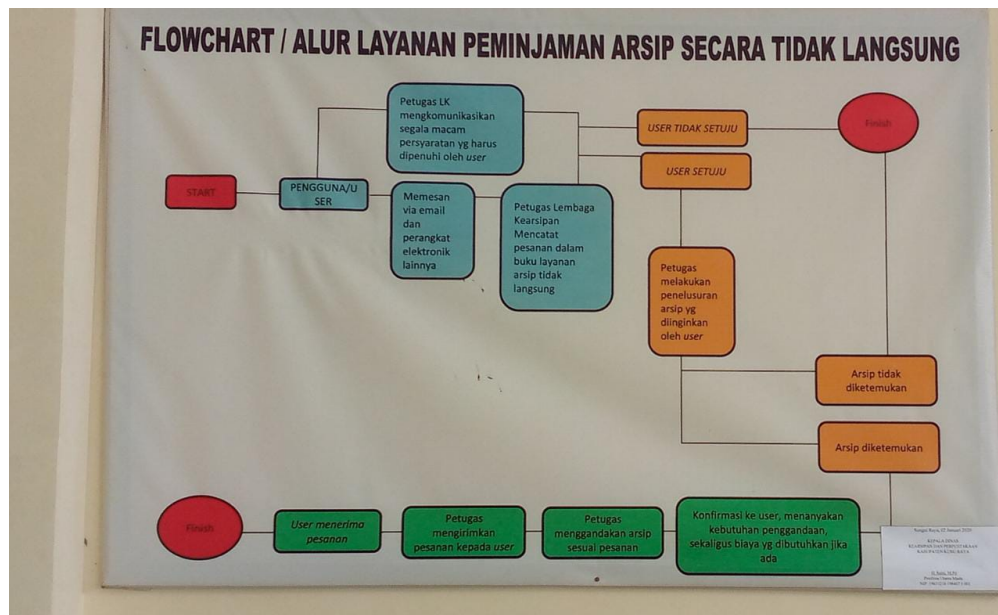 FLOWCHART / ALUR LAYANAN PEMINJAMAN ARSIP SECARA TIDAK LANGSUNG
START
PENGGUNA/U
SER
Petugas LK
mengkomunikasikan
segala macam
persyaratan yg harus
dipenuhi oleh user
Memesan
via email
dan
perangkat
elektronik
lainnya
Petugas Lembaga
Kearsipan
Mencatat
pesanan dalam
buku layanan
arsip tidak
langsung
USER TIDAK SETUJU
USER SETUJU
Finish
Petugas
melakukan
penelusuran
arsip yg
diinginkan
oleh user
Arsip tidak
diketemukan
Arsip diketemukan
Konfirmasi ke user, menanyakan
kebutuhan penggandaan,
sekaligus biaya yg dibutuhkan jika
ada
Petugas
menggandakan arsip
sesuai pesanan
Petugas
mengirimkan
pesanan kepada user
User menerima
pesanan
Finish
KEPALA DINAS